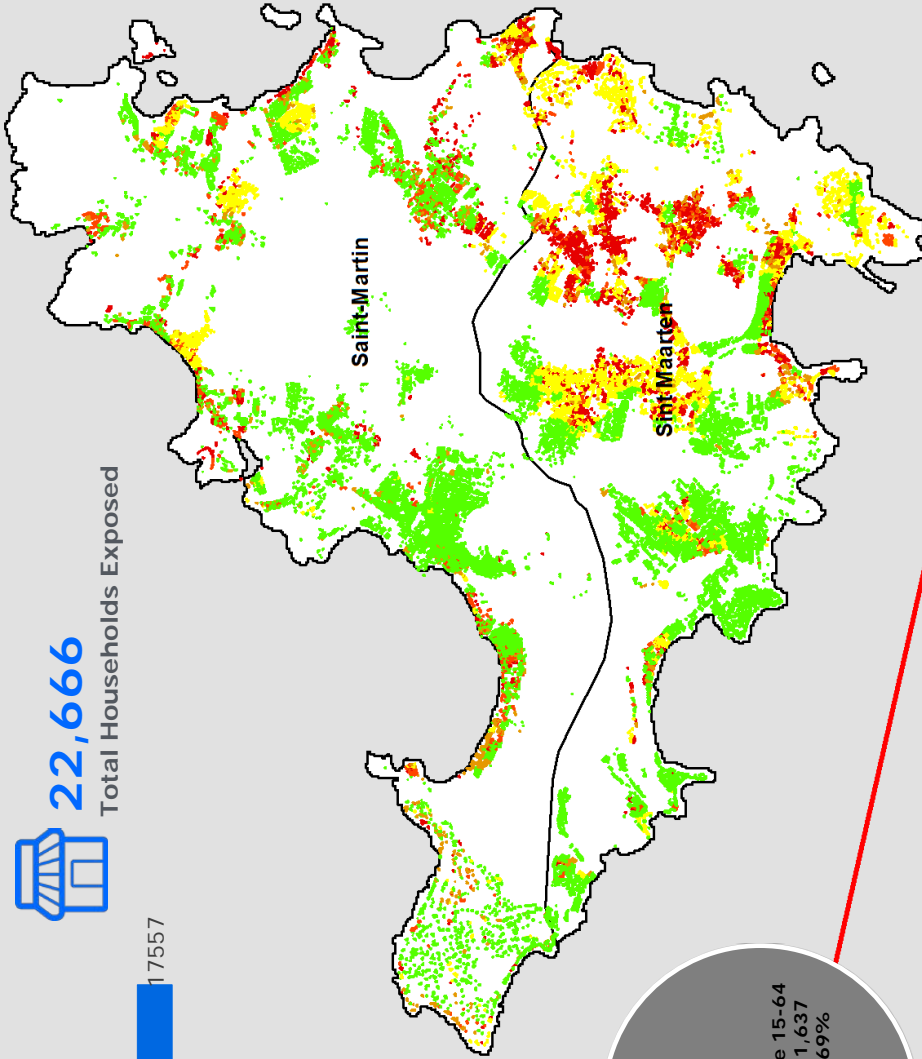 22,666
Total Households Exposed
17557
Saint-Martin
Sint Maarten
15-64
1,637
69%